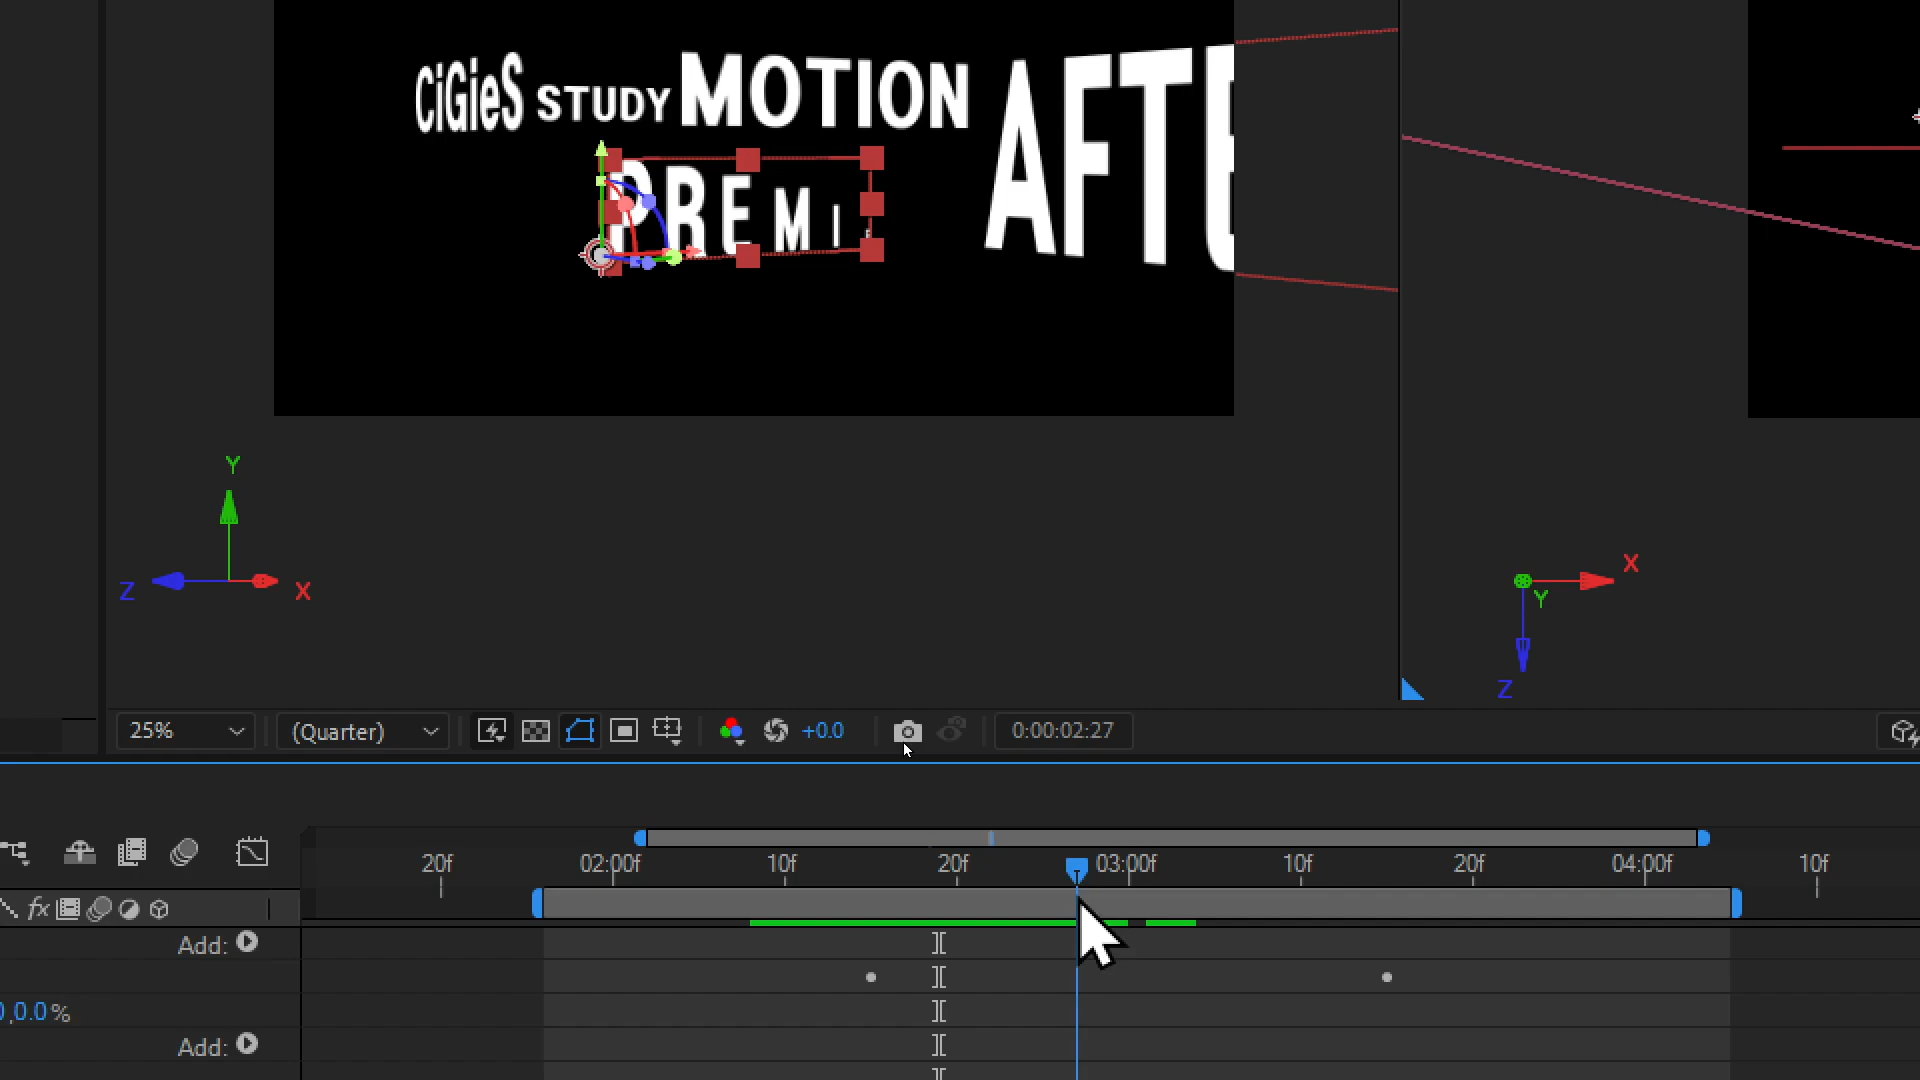 CiGieS STUDY MOTION AFTE
PREMI
Y
Z X
X
Y
Z
25% (Quarter) +0.0 0:00:02:27
20f 02:00f 10f 20f 03:00f 10f 20f 04:00f 10f
fx
Add:
,0.0%
Add: